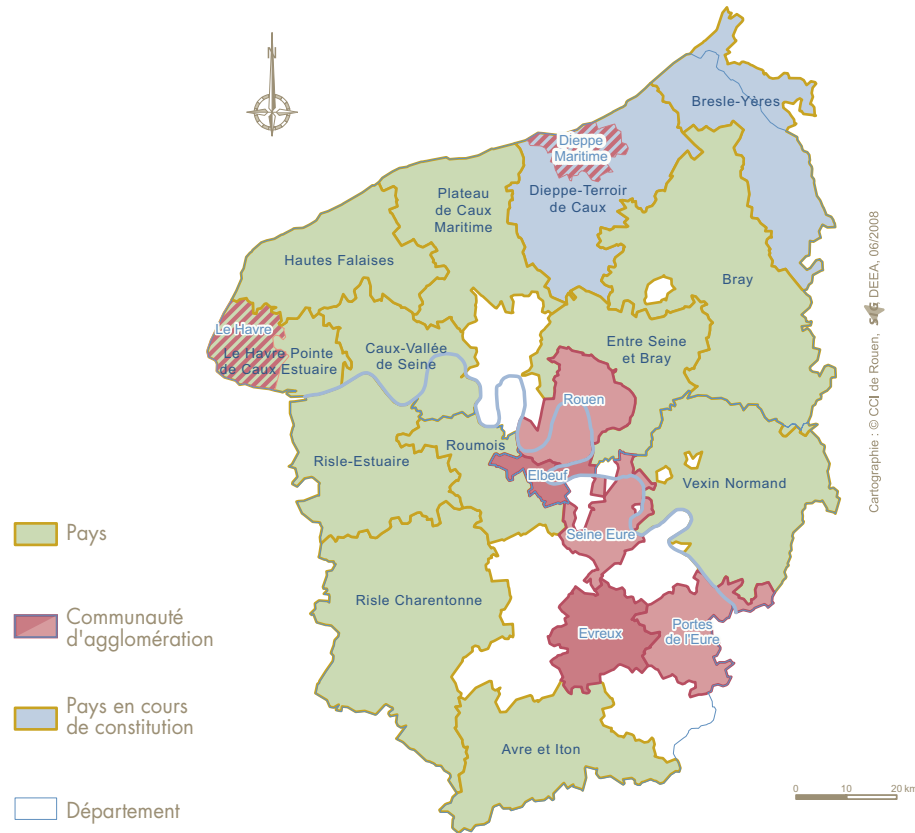 N
Bresle-Yères
Dieppe
Maritime
Dieppe-Terroir
de Caux
Plateau
de Caux
Maritime
Hautes Falaises
Bray
Le Havre
Le Havre Pointe
de Caux Estuaire
Caux-Vallée
de Seine
Entre Seine
et Bray
Rouen
Roumois
Risle-Estuaire
Elbeuf
Vexin Normand
Seine Eure
Risle Charentonne
Evreux
Portes
de l'Eure
Avre et Iton
Pays
Communauté
d'agglomération
Pays en cours
de constitution
Département
0 10 20 km
Cartographie : © CCI de Rouen, SIG DEEA, 06/2008